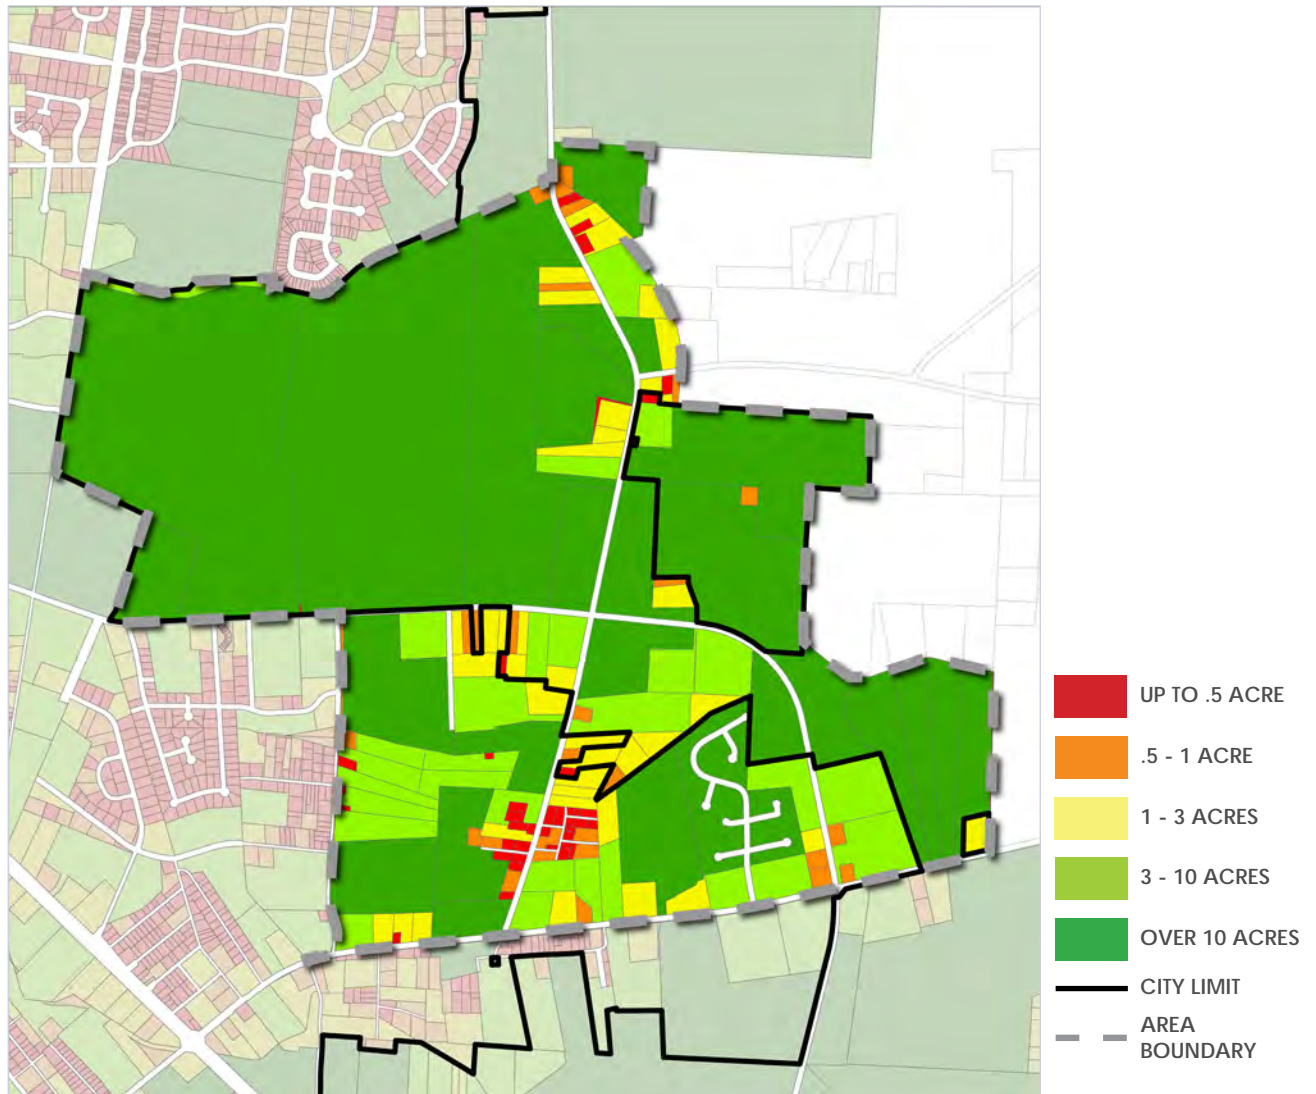 UP TO .5 ACRE
.5 - 1 ACRE
1 - 3 ACRES
3 - 10 ACRES
OVER 10 ACRES
CITY LIMIT
AREA
BOUNDARY